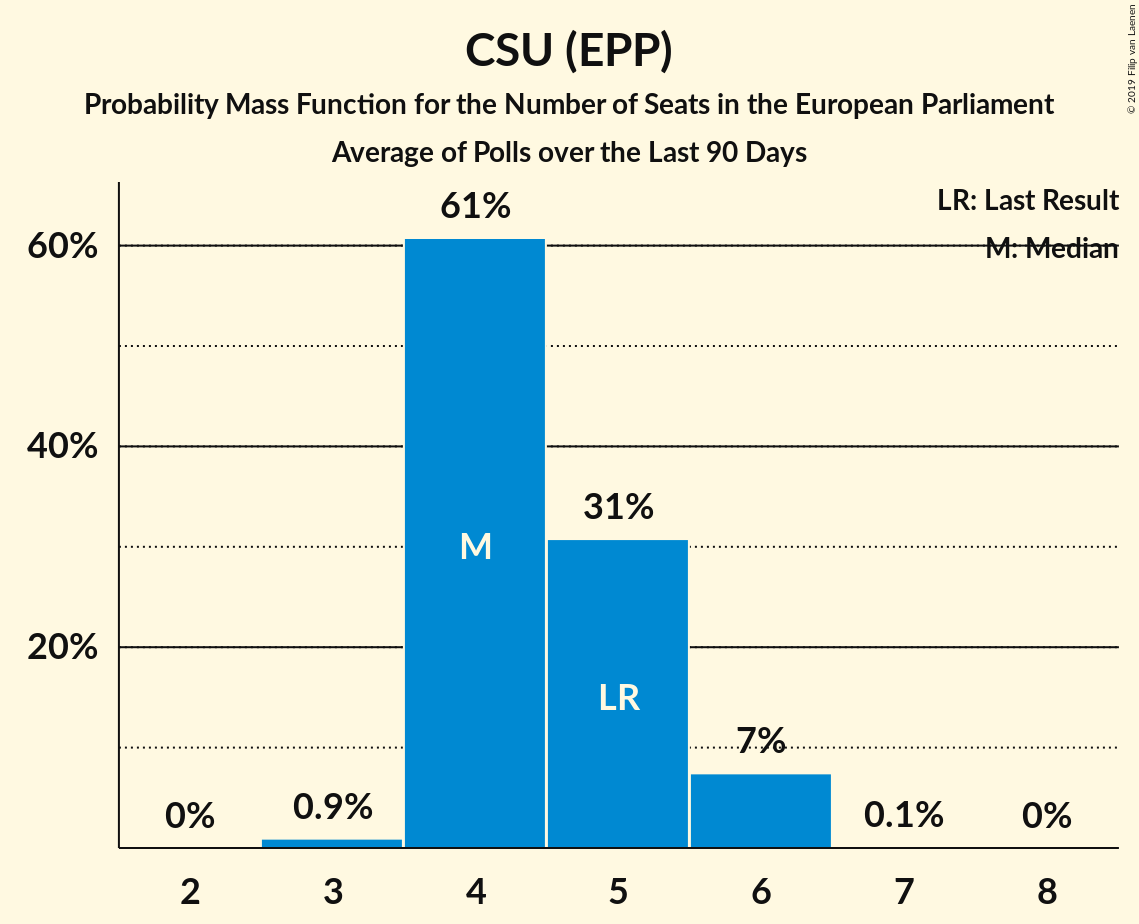 CSU (EPP)
Probability Mass Function for the Number of Seats in the European Parliament
Average of Polls over the Last 90 Days
© 2019 Filip van Laenen
LR: Last Result
M: Median
60%
40%
20%
0%
0.9%
61%
31%
7%
0.1%
0%
M
LR
2
3
4
5
6
7
8